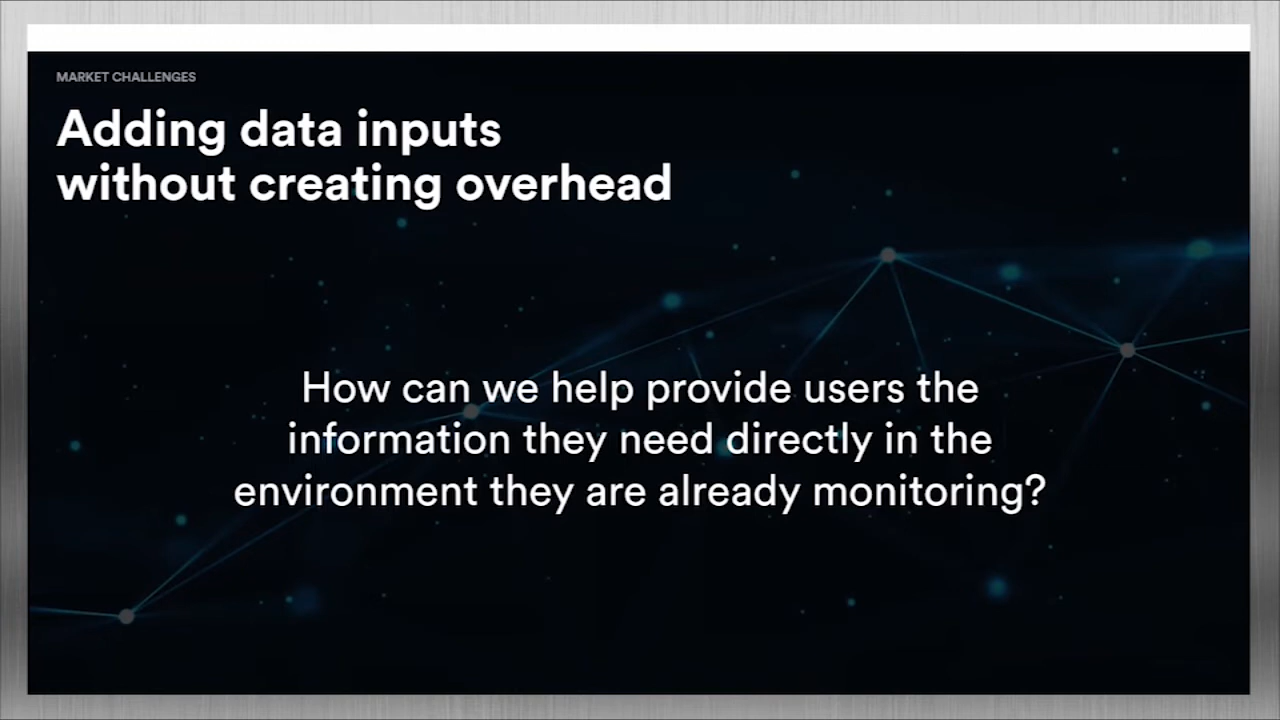 MARKET CHALLENGES
Adding data inputs
without creating overhead
How can we help provide users the
information they need directly in the
environment they are already monitoring?